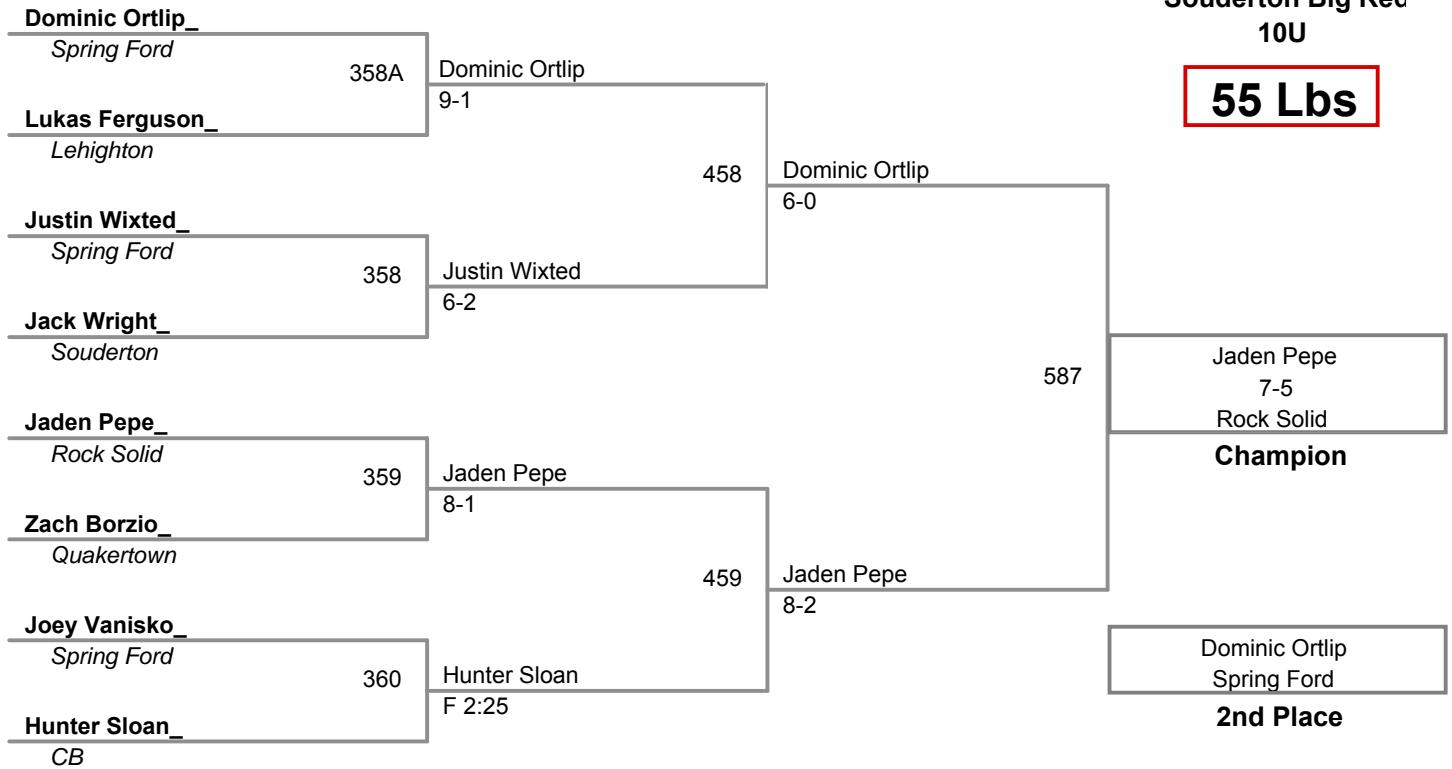 Souderton Big Red
10U
55 Lbs
Dominic Ortlip_
Spring Ford
358A
Dominic Ortlip
9-1
Lukas Ferguson_
Lehighton
458
Dominic Ortlip
6-0
Justin Wixted_
Spring Ford
358
Justin Wixted
6-2
Jack Wright_
Souderton
587
Jaden Pepe
7-5
Rock Solid
Champion
Jaden Pepe_
Rock Solid
359
Jaden Pepe
8-1
Zach Borzio_
Quakertown
459
Jaden Pepe
8-2
Joey Vanisko_
Spring Ford
360
Hunter Sloan
F 2:25
Hunter Sloan_
CB
Dominic Ortlip
Spring Ford
2nd Place